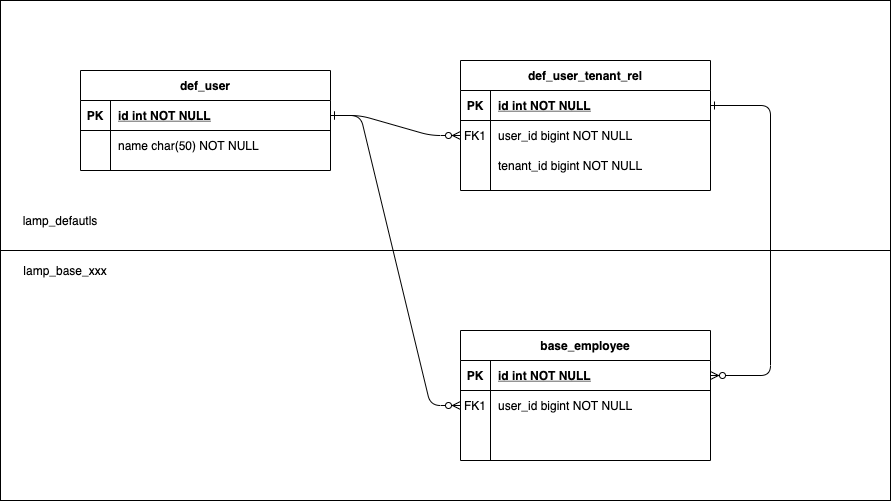 def_user
PK id int NOT NULL
name char(50) NOT NULL
def_user_tenant_rel
PK id int NOT NULL
FK1 user_id bigint NOT NULL
tenant_id bigint NOT NULL
lamp_defautls
lamp_base_xxx
base_employee
PK id int NOT NULL
FK1 user_id bigint NOT NULL